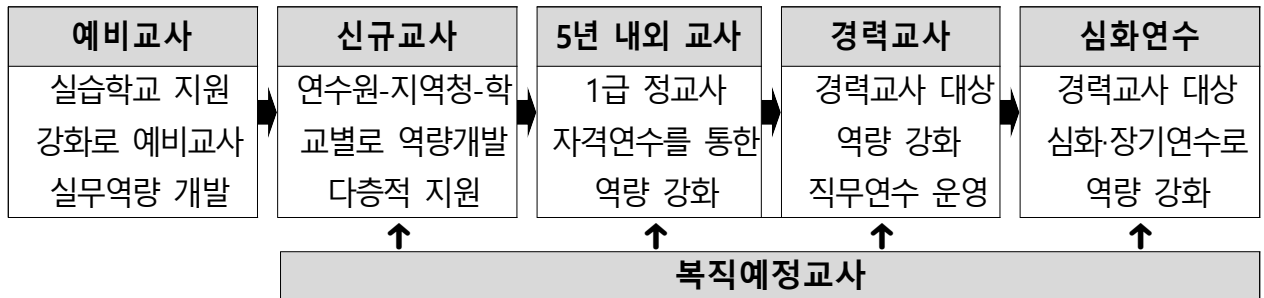 예비교사
실습학교 지원
강화로 예비교사
실무역량 개발
신규교사
연수원-지역청-학
교별로 역량개발
다층적 지원
5년 내외 교사
1급 정교사
자격연수를 통한
역량 강화
경력교사
경력교사 대상
역량 강화
직무연수 운영
심화연수
경력교사 대상
심화·장기연수로
역량 강화
복직예정교사